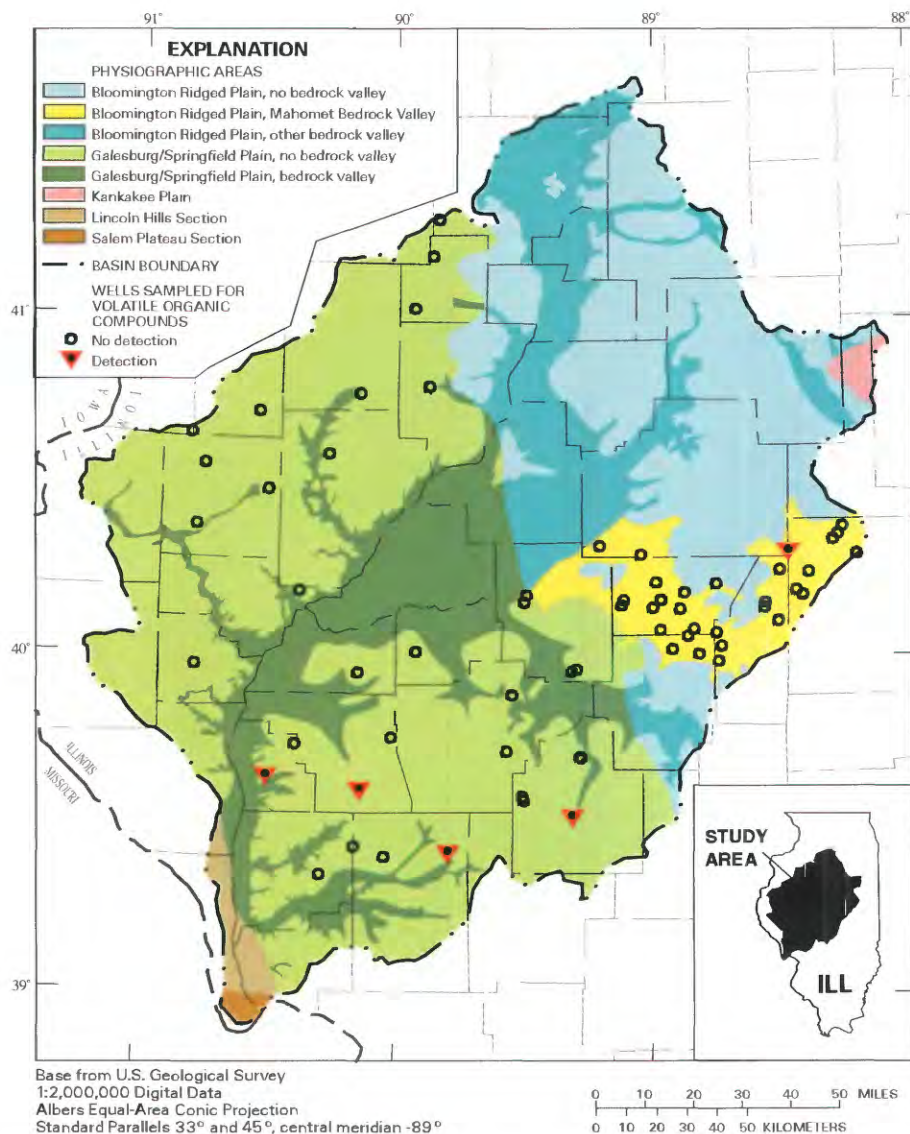 91°
90°
89°
88°
EXPLANATION
PHYSIOGRAPHIC AREAS
Bloomington Ridged Plain, no bedrock valley
Bloomington Ridged Plain, Mahomet Bedrock Valley
Bloomington Ridged Plain, other bedrock valley
Galesburg/Springfield Plain, no bedrock valley
Galesburg/Springfield Plain, bedrock valley
Kankakee Plain
Lincoln Hills Section
Salem Plateau Section
BASIN BOUNDARY
WELLS SAMPLED FOR
VOLATILE ORGANIC
COMPOUNDS
No detection
Detection
41°
IOWA
ILLINOI
40°
ILLINOIS
MISSOURI
39°
STUDY
AREA
ILL
Base from U.S. Geological Survey
1:2,000,000 Digital Data
Albers Equal-Area Conic Projection
Standard Parallels 33° and 45°, central meridian -89°
0 10 20 30 40 50 MILES
0 10 20 30 40 50 KILOMETERS